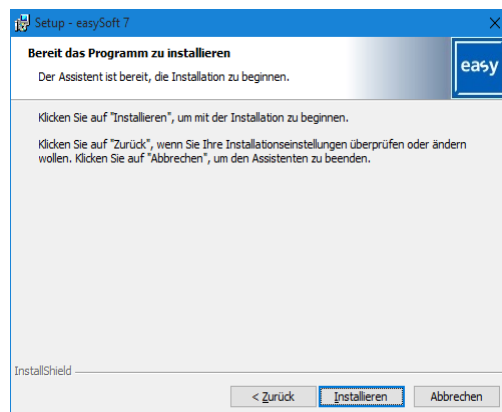 Setup - easySoft 7
Bereit das Programm zu installieren
Der Assistent ist bereit, die Installation zu beginnen.
easy
Klicken Sie auf "Installieren", um mit der Installation zu beginnen.
Klicken Sie auf "Zurück", wenn Sie Ihre Installationseinstellungen überprüfen oder ändern
wollen. Klicken Sie auf "Abbrechen", um den Assistenten zu beenden.
InstallShield
< Zurück Installieren Abbrechen